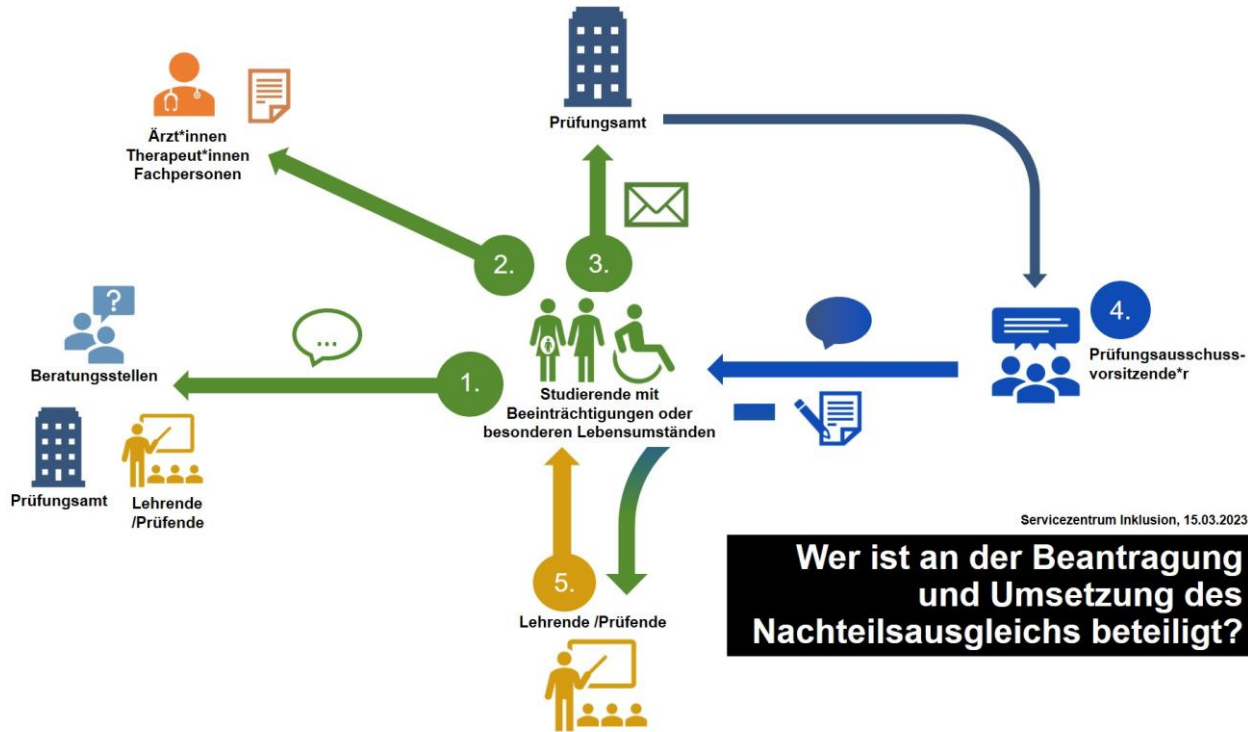 Prüfungsamt
Ärzt*innen
Therapeut*innen
Fachpersonen
2.
3.
4.
Prüfungsausschuss-
vorsitzende*r
?
Beratungsstellen
...
1.
Studierende mit
Beeinträchtigungen oder
besonderen Lebensumständen
Prüfungsamt
Lehrende
/Prüfende
5.
Lehrende /Prüfende
Servicezentrum Inklusion, 15.03.2023
Wer ist an der Beantragung
und Umsetzung des
Nachteilsausgleichs beteiligt?